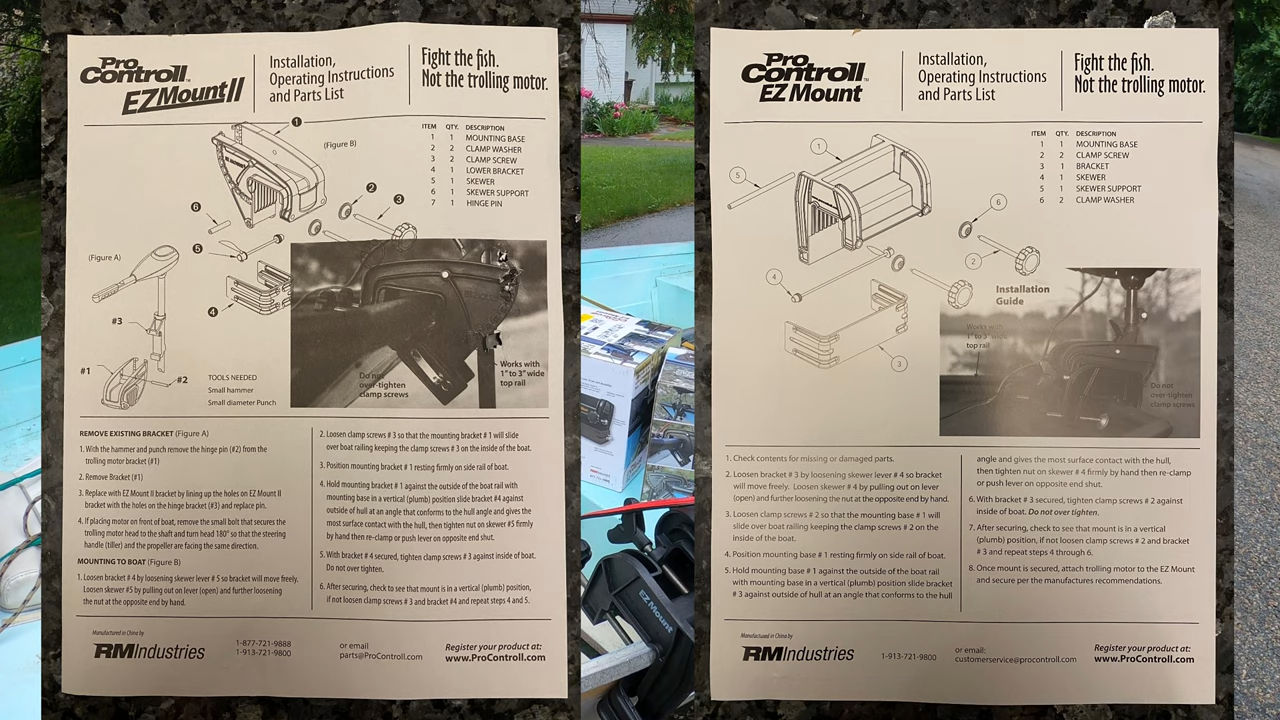 Pro
Controll™
EZMount II
Installation,
Operating Instructions
and Parts List
Fight the fish.
Not the trolling motor.
ITEM QTY. DESCRIPTION
1 1 MOUNTING BASE
2 2 CLAMP WASHER
3 2 CLAMP SCREW
4 1 LOWER BRACKET
5 1 SKEWER
6 1 SKEWER SUPPORT
7 1 HINGE PIN
1
(Figure B)
2
3
6
5
4
(Figure A)
#3
#1
#2
TOOLS NEEDED
Small hammer
Small diameter Punch
Works with
1" to 3" wide
top rail
Do not
over-tighten
clamp screws
REMOVE EXISTING BRACKET (Figure A)
1. With the hammer and punch remove the hinge pin (#2) from the
trolling motor bracket (#1)
2. Remove Bracket (#1)
3. Replace with EZ Mount II bracket by lining up the holes on EZ Mount II
bracket with the holes on the hinge bracket (#3) and replace pin.
4. If placing motor on front of boat, remove the small bolt that secures the
trolling motor head to the shaft and turn head 180° so that the steering
handle (tiller) and the propeller are facing the same direction.
MOUNTING TO BOAT (Figure B)
1. Loosen bracket #4 by loosening skewer lever # 5 so bracket will move freely.
Loosen skewer #5 by pulling out on lever (open) and further loosening
the nut at the opposite end by hand.
2. Loosen clamp screws # 3 so that the mounting bracket # 1 will slide
over boat railing keeping the clamp screws # 3 on the inside of the boat.
3. Position mounting bracket # 1 resting firmly on side rail of boat.
4. Hold mounting bracket # 1 against the outside of the boat rail with
mounting base in a vertical (plumb) position slide bracket #4 against
outside of hull at an angle that conforms to the hull angle and gives the
most surface contact with the hull, then tighten nut on skewer #5 firmly
by hand then re-clamp or push lever on opposite end shut.
5. With bracket # 4 secured, tighten clamp screws # 3 against inside of boat.
Do not over tighten.
6. After securing, check to see that mount is in a vertical (plumb) position,
if not loosen clamp screws # 3 and bracket #4 and repeat steps 4 and 5.
Manufactured in China by
RMIndustries
1-877-721-9888
1-913-721-9800
or email
parts@ProControll.com
Register your product at:
www.ProControll.com
EZ Mount
Pro
Controll™
EZ Mount
Installation,
Operating Instructions
and Parts List
Fight the fish.
Not the trolling motor.
ITEM QTY. DESCRIPTION
1 1 MOUNTING BASE
2 2 CLAMP SCREW
3 1 BRACKET
4 1 SKEWER
5 1 SKEWER SUPPORT
6 2 CLAMP WASHER
1
5
6
2
4
3
Installation
Guide
Works with
1" to 3" wide
top rail
Do not
over-tighten
clamp screws
1. Check contents for missing or damaged parts.
2. Loosen bracket # 3 by loosening skewer lever # 4 so bracket
will move freely. Loosen skewer # 4 by pulling out on lever
(open) and further loosening the nut at the opposite end by hand.
3. Loosen clamp screws # 2 so that the mounting base # 1 will
slide over boat railing keeping the clamp screws # 2 on the
inside of the boat.
4. Position mounting base # 1 resting firmly on side rail of boat.
5. Hold mounting base # 1 against the outside of the boat rail
with mounting base in a vertical (plumb) position slide bracket
# 3 against outside of hull at an angle that conforms to the hull
angle and gives the most surface contact with the hull,
then tighten nut on skewer # 4 firmly by hand then re-clamp
or push lever on opposite end shut.
6. With bracket # 3 secured, tighten clamp screws # 2 against
inside of boat. Do not over tighten.
7. After securing, check to see that mount is in a vertical
(plumb) position, if not loosen clamp screws # 2 and bracket
# 3 and repeat steps 4 through 6.
8. Once mount is secured, attach trolling motor to the EZ Mount
and secure per the manufactures recommendations.
Manufactured in China by
RMIndustries
1-913-721-9800
or email:
customerservice@procontroll.com
Register your product at:
www.ProControll.com